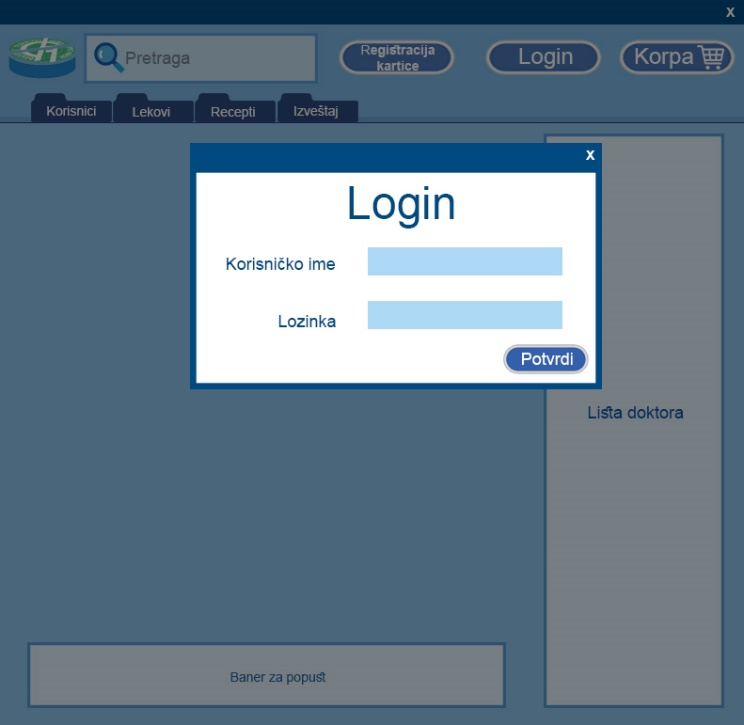 x
Pretraga
Registracija
kartice
Login
Korpa
Korisnici
Lekovi
Recepti
Izveštaj
x
Login
Korisničko ime
Lozinka
Potvrdi
Lista doktora
Baner za popust